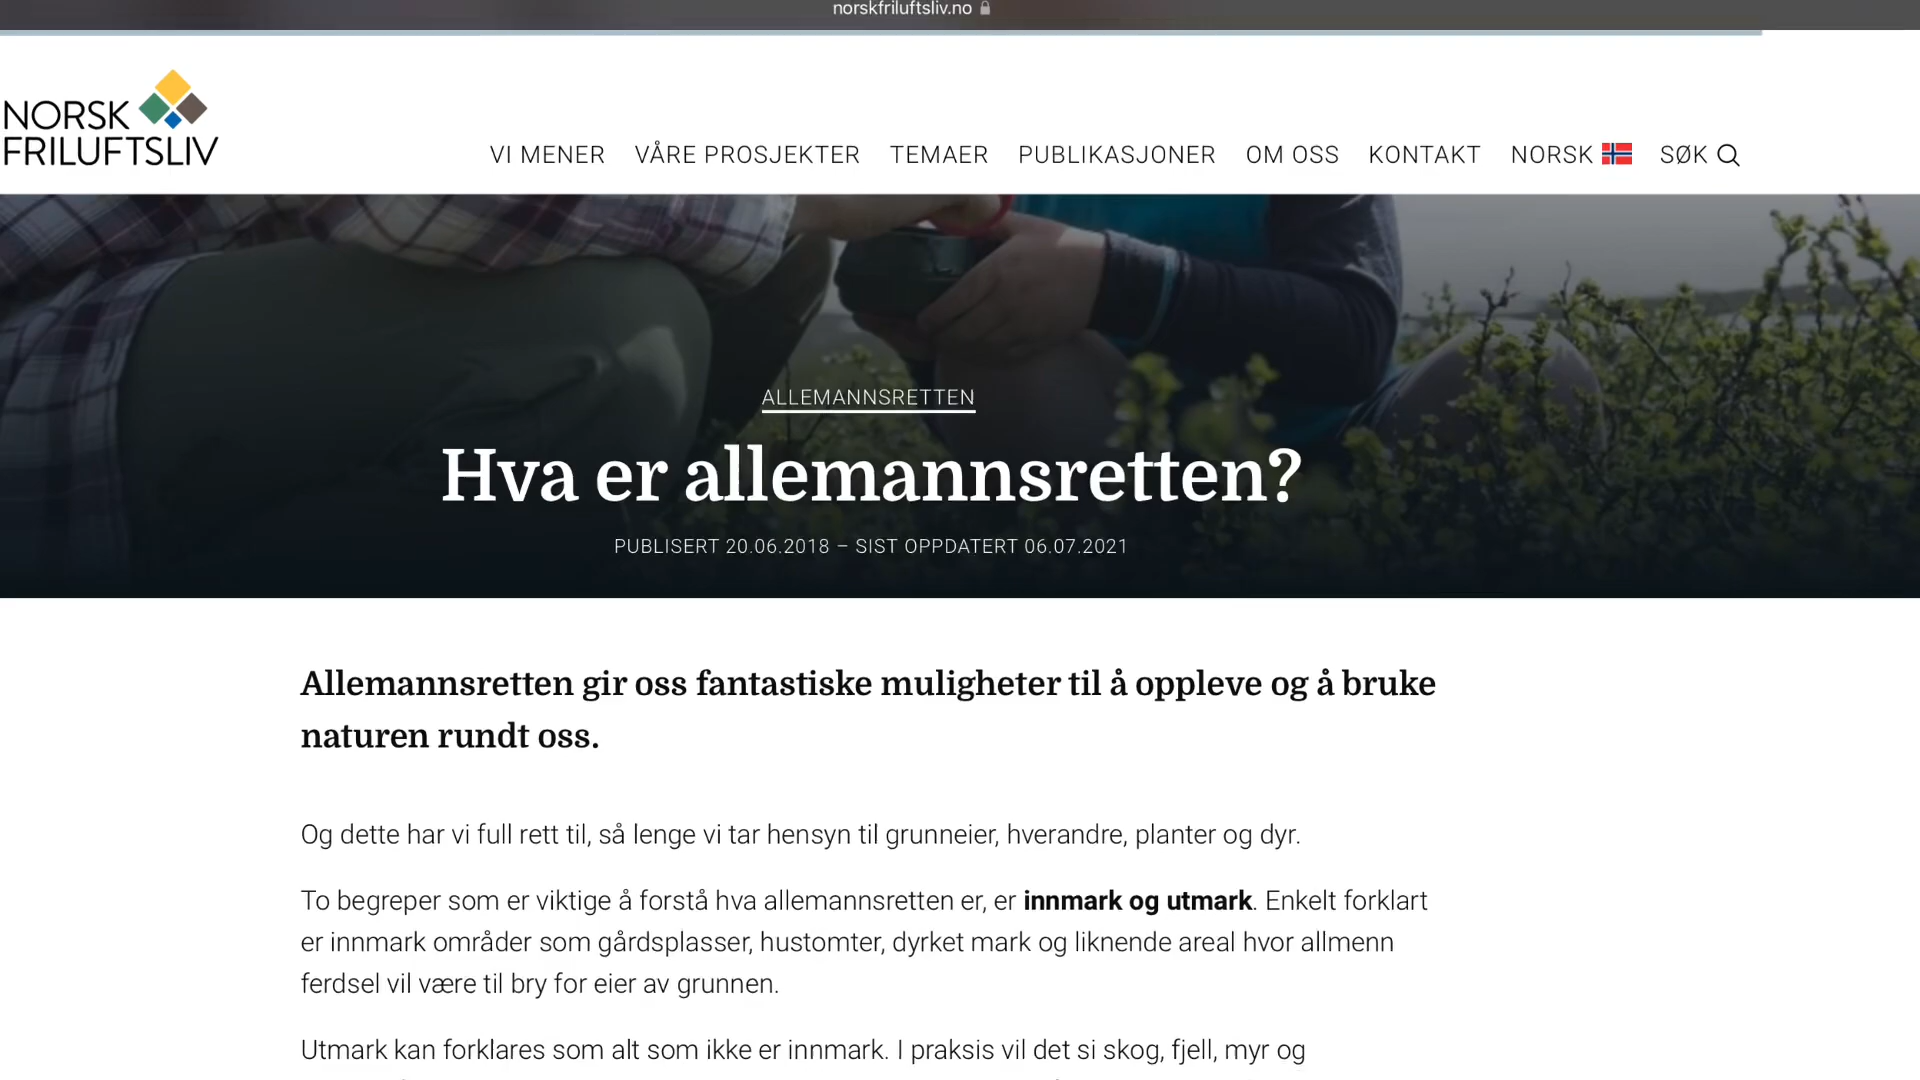 norskfriluftsliv.no
NORSK
FRILUFTSLIV
VI MENER VÅRE PROSJEKTER TEMAER PUBLIKASJONER OM OSS KONTAKT NORSK SØK
ALLEMANNSRETTEN
Hva er allemannsretten?
PUBLISERT 20.06.2018 – SIST OPPDATERT 06.07.2021
Allemannsretten gir oss fantastiske muligheter til å oppleve og å bruke
naturen rundt oss.
Og dette har vi full rett til, så lenge vi tar hensyn til grunneier, hverandre, planter og dyr.
To begreper som er viktige å forstå hva allemannsretten er, er innmark og utmark. Enkelt forklart
er innmark områder som gårdsplasser, hustomter, dyrket mark og liknende areal hvor allmenn
ferdsel vil være til bry for eier av grunnen.
Utmark kan forklares som alt som ikke er innmark. I praksis vil det si skog, fjell, myr og